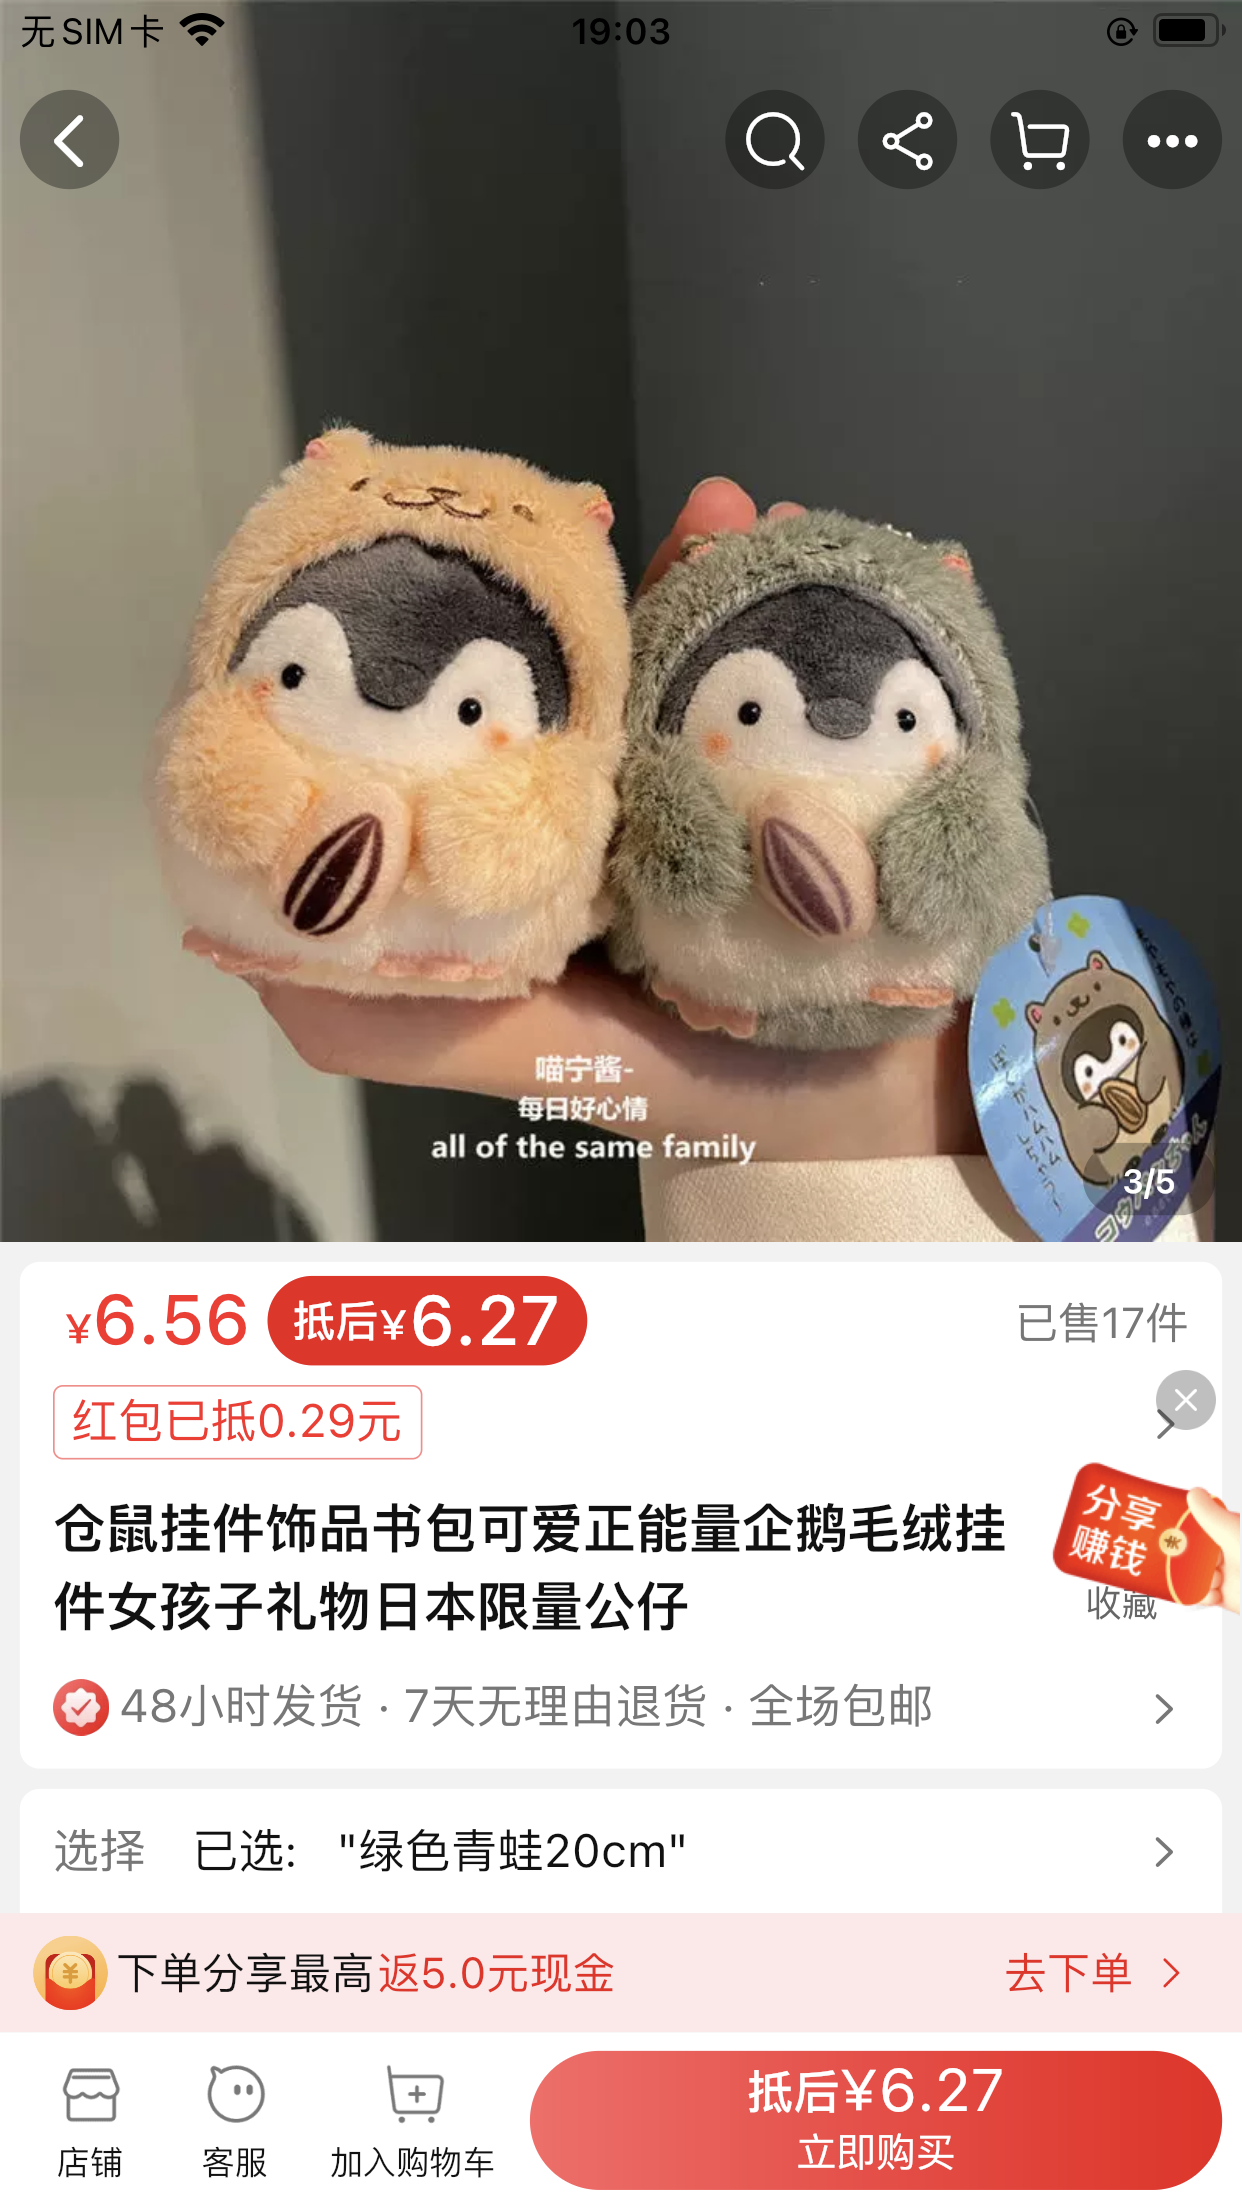 无SIM卡
19:03
喵宁酱-
每日好心情
all of the same family
3/5
¥6.56 抵后¥6.27
已售17件
红包已抵0.29元
分享
赚钱
仓鼠挂件饰品书包可爱正能量企鹅毛绒挂
件女孩子礼物日本限量公仔
收藏
48小时发货 · 7天无理由退货 · 全场包邮
选择 已选: "绿色青蛙20cm"
下单分享最高返5.0元现金
去下单
店铺
客服
加入购物车
抵后¥6.27
立即购买